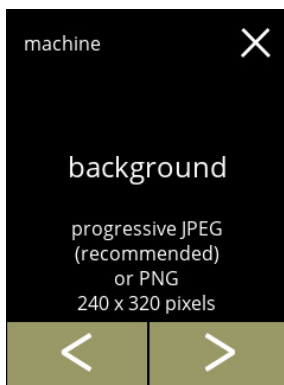 machine
background
progressive JPEG
(recommended)
or PNG
240 x 320 pixels